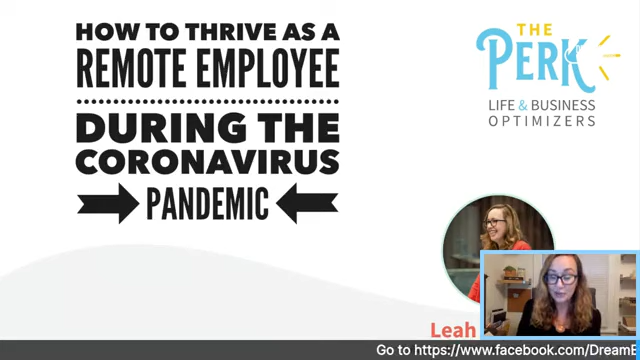 HOW TO THRIVE AS A
REMOTE EMPLOYEE
DURING THE
CORONAVIRUS
PANDEMIC
THE
PERK
LIFE & BUSINESS
OPTIMIZERS
Leah
Go to https://www.facebook.com/Dream